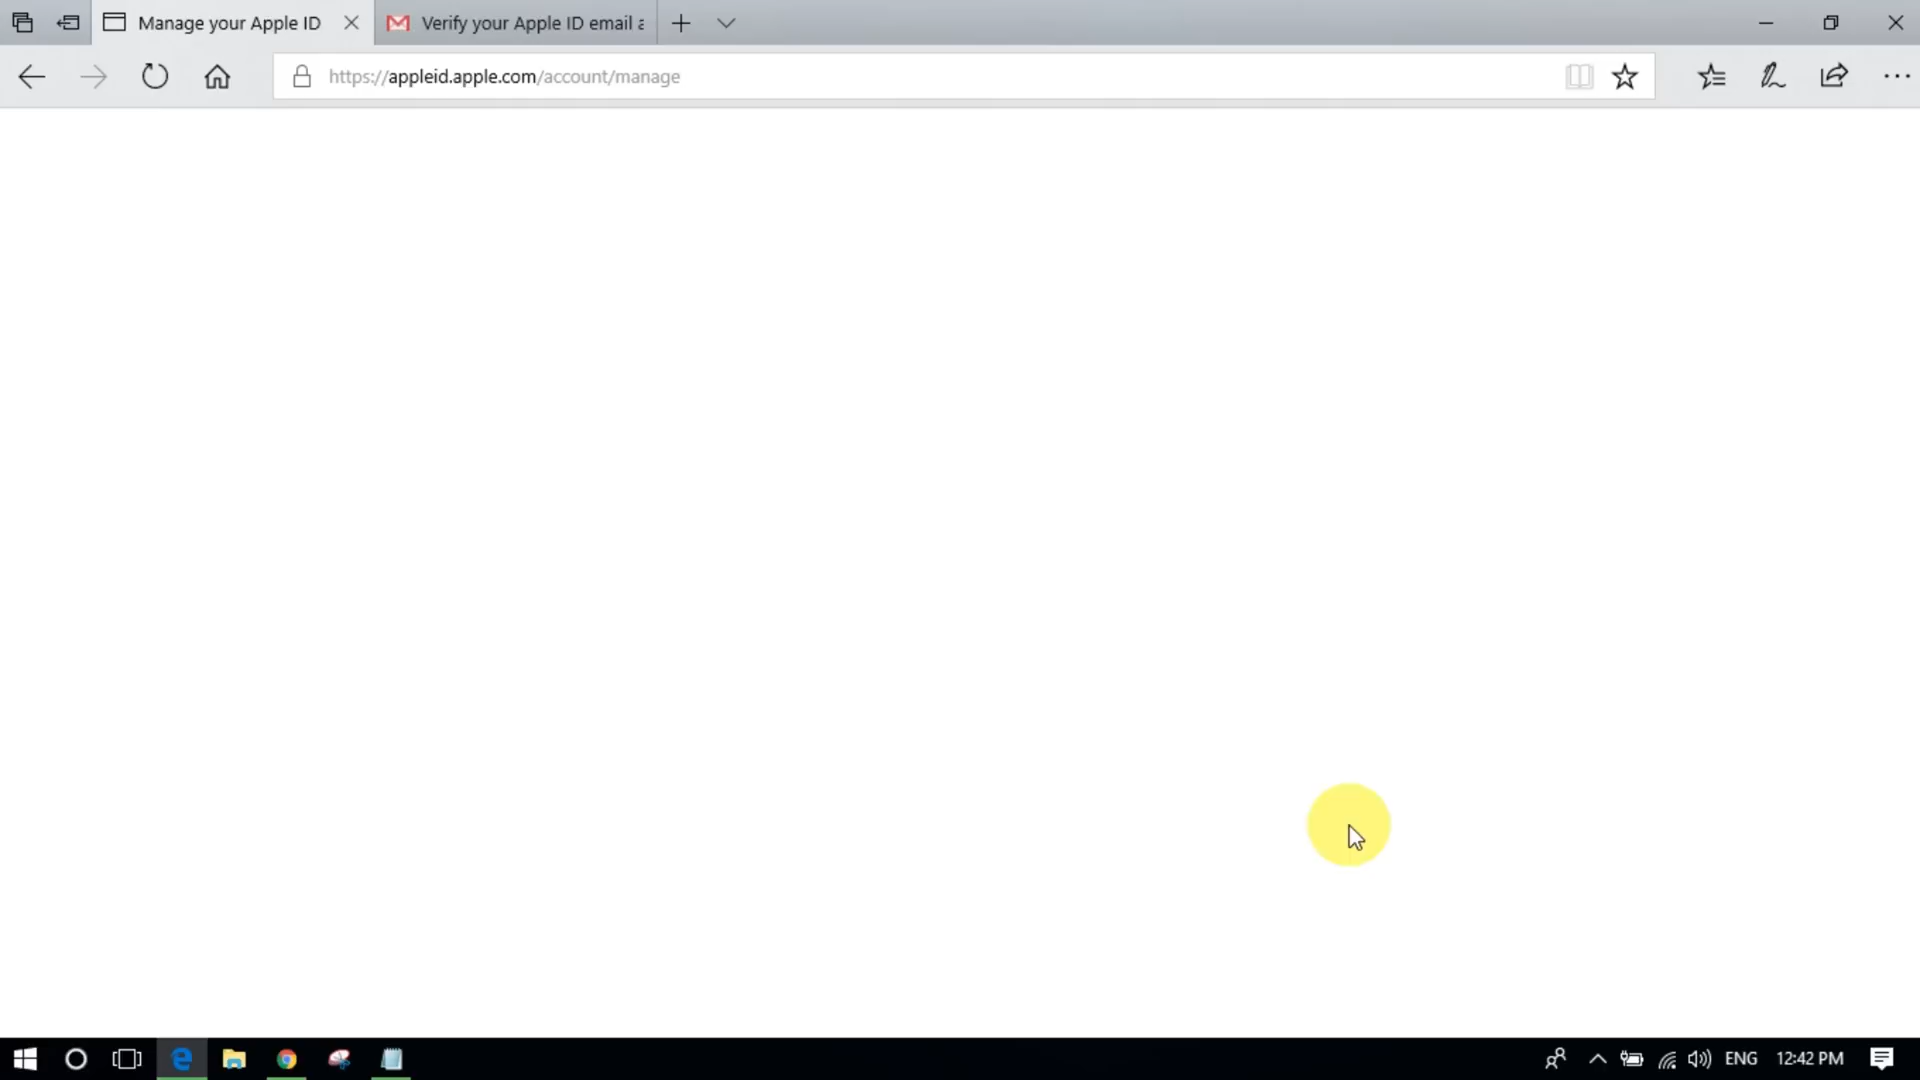 Manage your Apple ID
Verify your Apple ID email a
https://appleid.apple.com/account/manage
ENG
12:42 PM